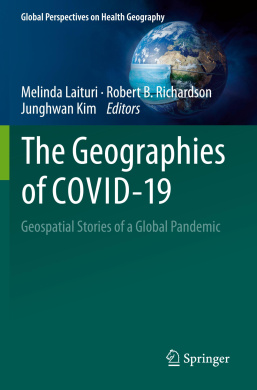 Global Perspectives on Health Geography
Melinda Laituri · Robert B. Richardson
Junghwan Kim Editors
The Geographies
of COVID-19
Geospatial Stories of a Global Pandemic
Springer